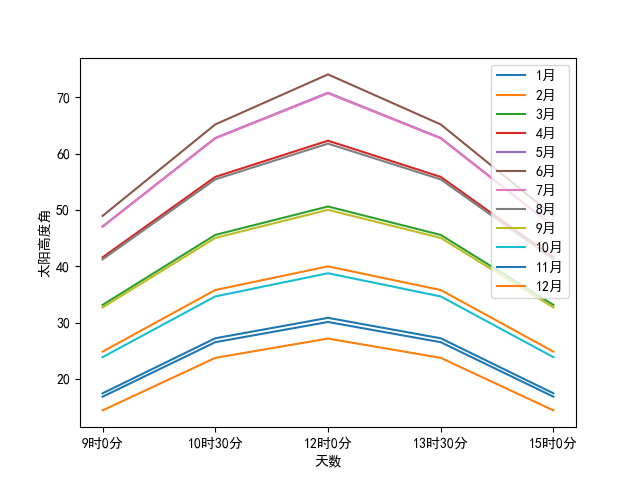 太阳高度角
70
60
50
40
30
20
9时0分
10时30分
12时0分
13时30分
15时0分
天数
1月
2月
3月
4月
5月
6月
7月
8月
9月
10月
11月
12月